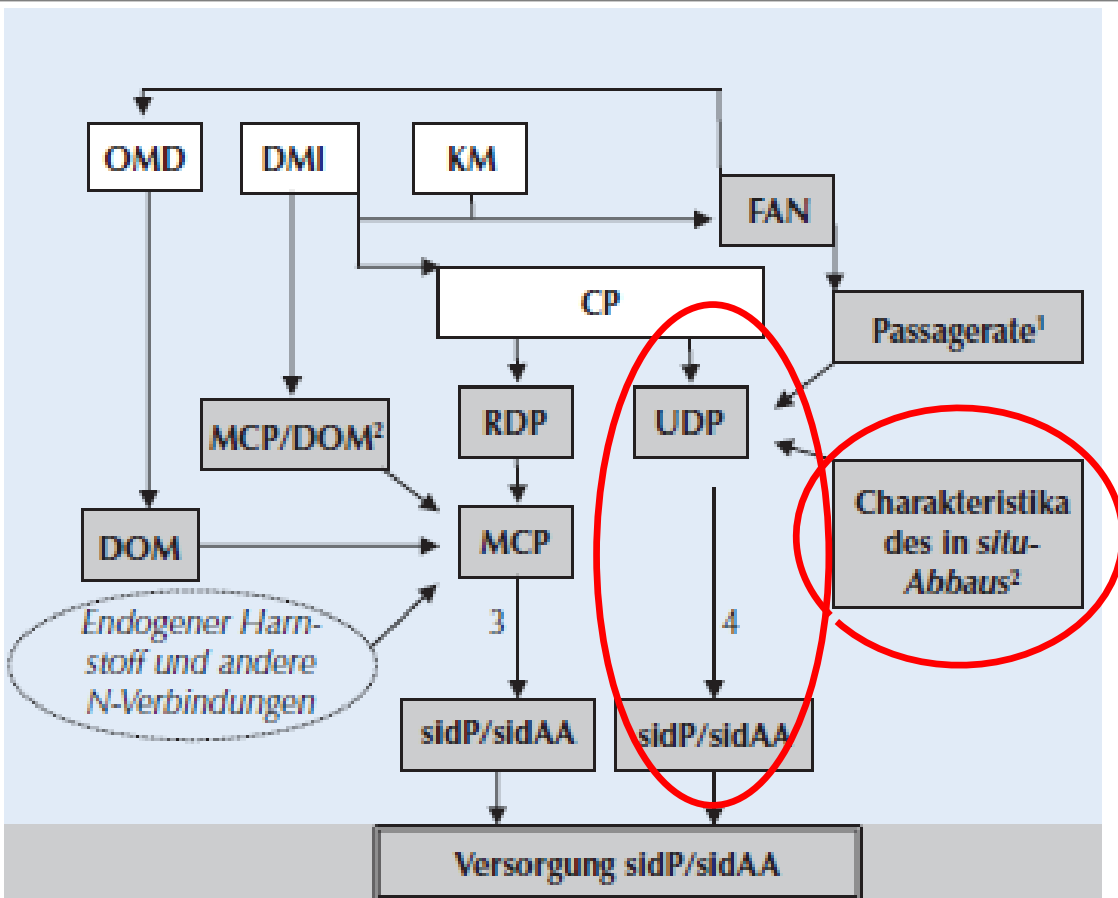 OMD
DMI
KM
FAN
CP
Passagerate¹
MCP/DOM²
RDP
UDP
Charakteristika
des in situ-
Abbaus²
DOM
MCP
Endogener Harn-
stoff und andere
N-Verbindungen
3
4
sidP/sidAA
sidP/sidAA
Versorgung sidP/sidAA